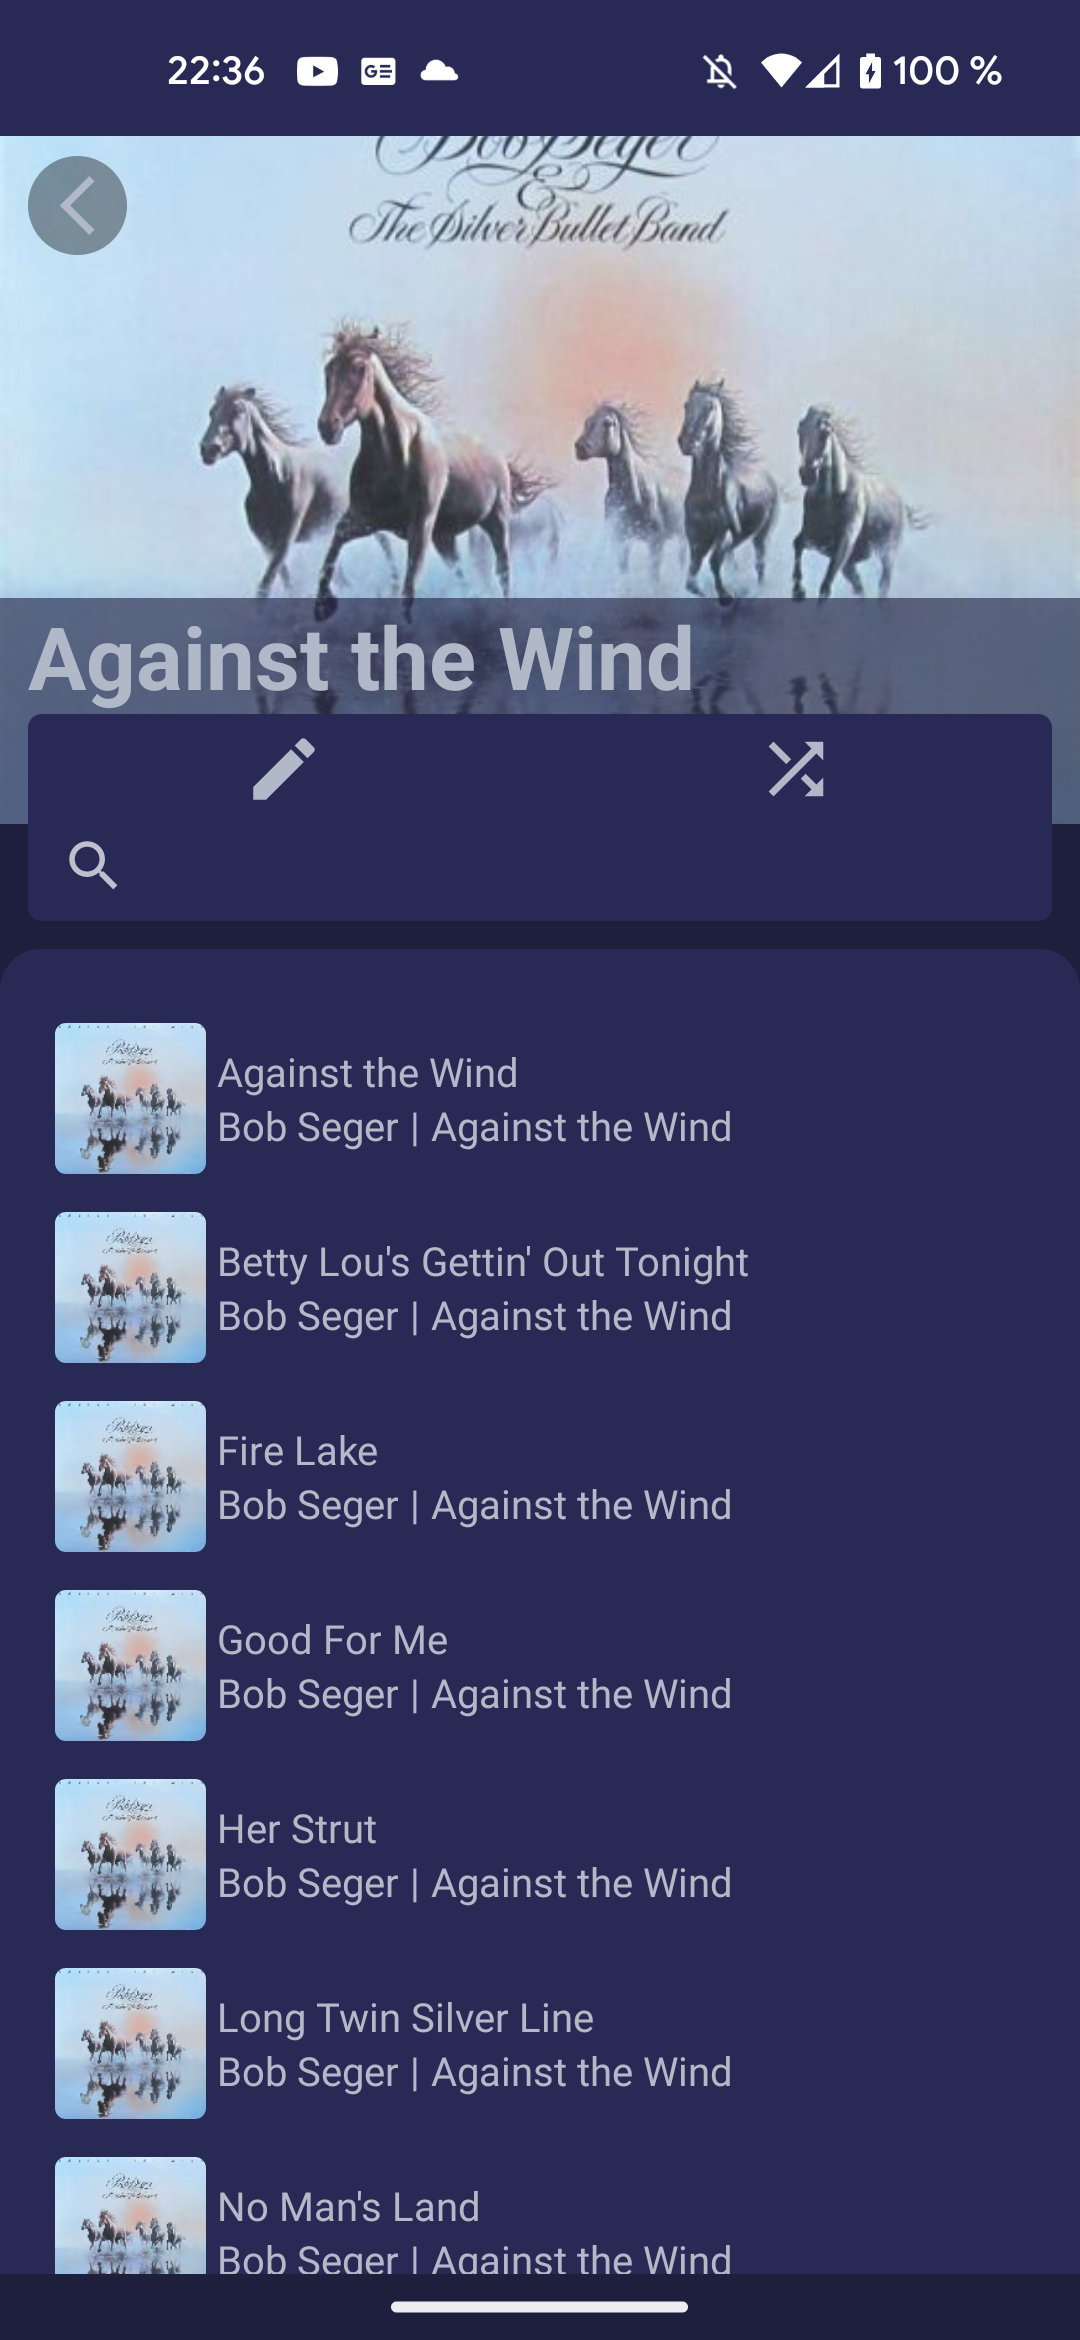 22:36 GE 100 %
Bob Seger
&
The Silver Bullet Band
Against the Wind
Against the Wind
Bob Seger | Against the Wind
Betty Lou's Gettin' Out Tonight
Bob Seger | Against the Wind
Fire Lake
Bob Seger | Against the Wind
Good For Me
Bob Seger | Against the Wind
Her Strut
Bob Seger | Against the Wind
Long Twin Silver Line
Bob Seger | Against the Wind
No Man's Land
Bob Seger | Against the Wind